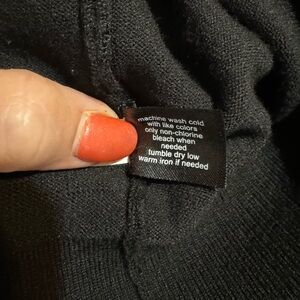 machine wash cold
with like colors
only non-chlorine
bleach when
needed
tumble dry low
warm iron if needed